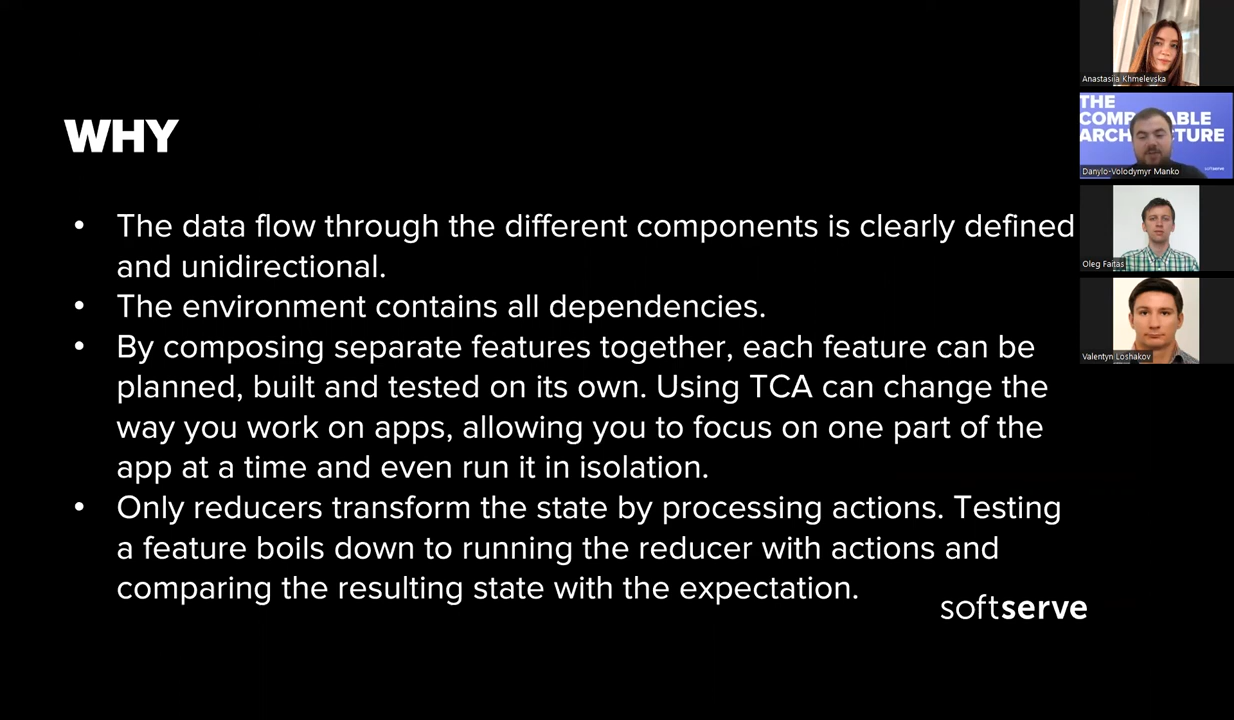 WHY
• The data flow through the different components is clearly defined
and unidirectional.
• The environment contains all dependencies.
• By composing separate features together, each feature can be
planned, built and tested on its own. Using TCA can change the
way you work on apps, allowing you to focus on one part of the
app at a time and even run it in isolation.
• Only reducers transform the state by processing actions. Testing
a feature boils down to running the reducer with actions and
comparing the resulting state with the expectation.
softserve
Anastasiia Khmelevska
THE
ARCH
CTURE
softserve
Danylo-Volodymyr Manko
Oleg Faitas
Valentyn Loshakov